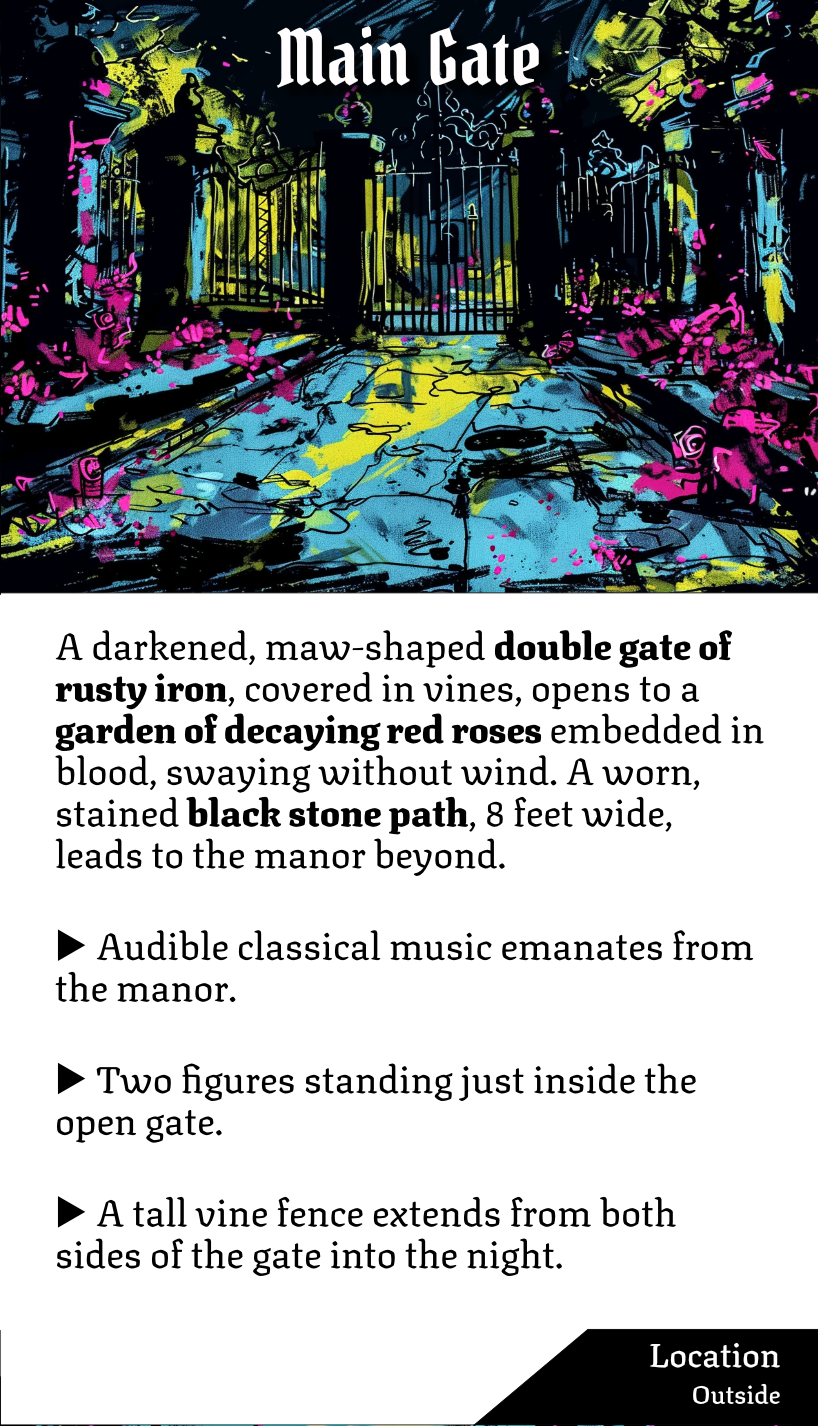 Main Gate
A darkened, maw-shaped double gate of
rusty iron, covered in vines, opens to a
garden of decaying red roses embedded in
blood, swaying without wind. A worn,
stained black stone path, 8 feet wide,
leads to the manor beyond.
▶ Audible classical music emanates from
the manor.
▶ Two figures standing just inside the
open gate.
▶ A tall vine fence extends from both
sides of the gate into the night.
Location
Outside